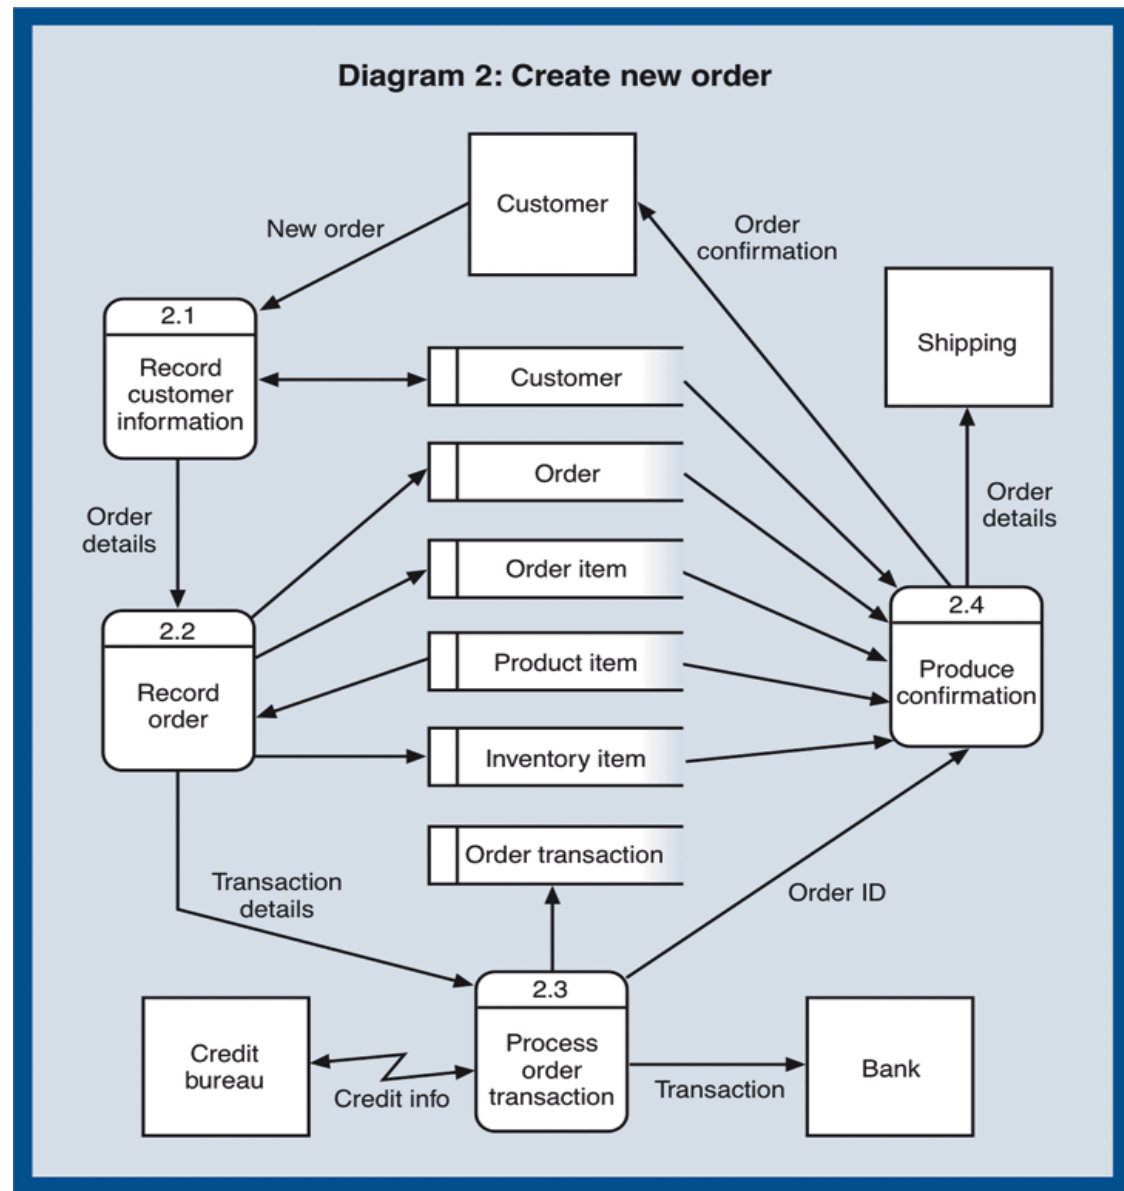 Diagram 2: Create new order
Customer
New order
Order
confirmation
Shipping
2.1
Record
customer
information
Customer
Order
Order
details
Order
details
Order item
2.2
Record
order
2.4
Produce
confirmation
Product item
Inventory item
Order transaction
Transaction
details
Order ID
2.3
Process
order
transaction
Credit
bureau
Credit info
Transaction
Bank